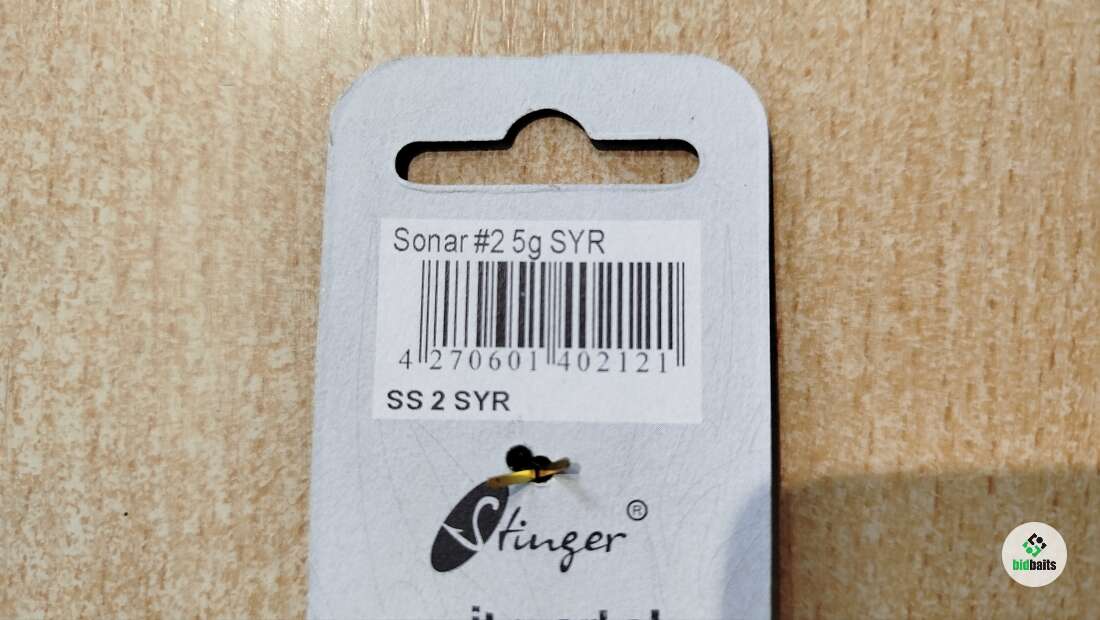 Sonar #2 5g SYR
4 270601 402121
SS 2 SYR
Stinger ®
bidbaits